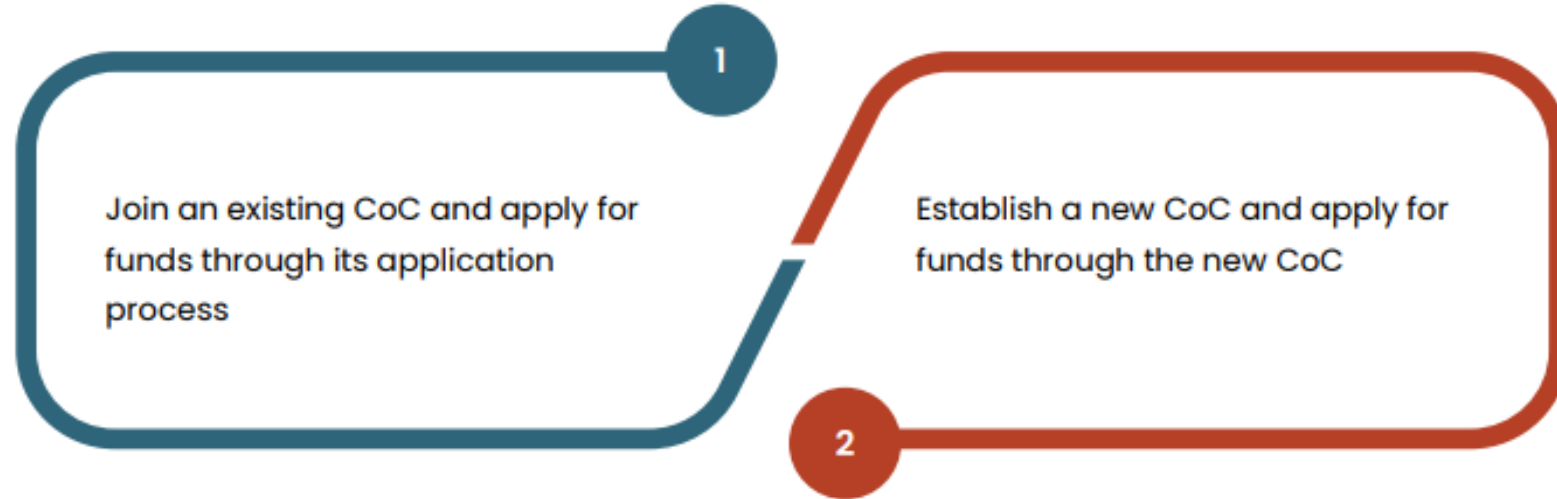 1
Join an existing CoC and apply for
funds through its application
process
2
Establish a new CoC and apply for
funds through the new CoC